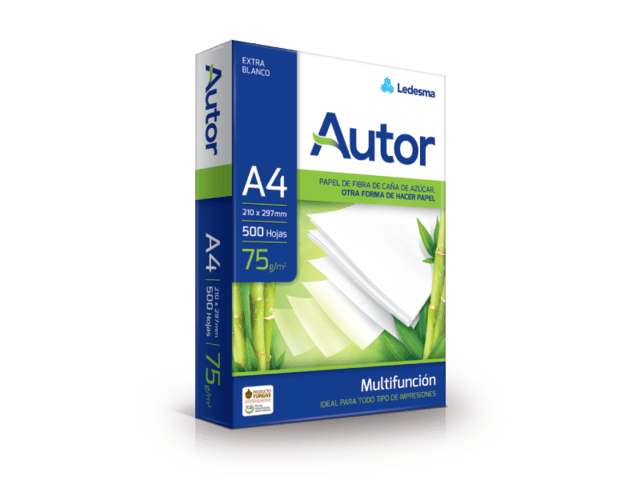 EXTRA
BLANCO
Ledesma
Autor
PAPEL DE FIBRA DE CAÑA DE AZÚCAR,
OTRA FORMA DE HACER PAPEL
A4
210 x 297mm
500 Hojas
75g/m²
Multifunción
IDEAL PARA TODO TIPO DE IMPRESIONES
PRODUCTO
YUNGAS
Autor
A4
210 x 297mm
500 Hojas
75g/m²